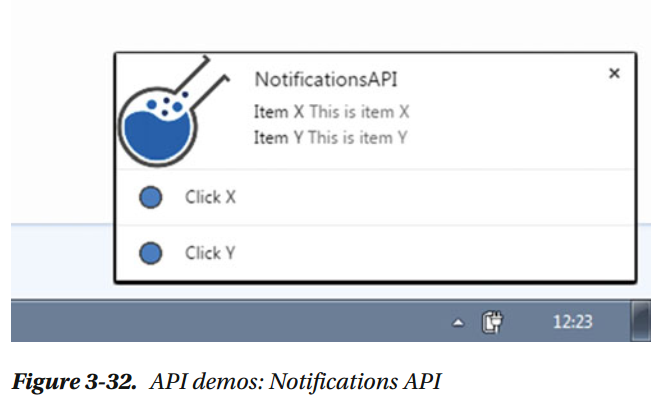 NotificationsAPI
Item X This is item X
Item Y This is item Y
Click X
Click Y
12:23
Figure 3-32. API demos: Notifications API